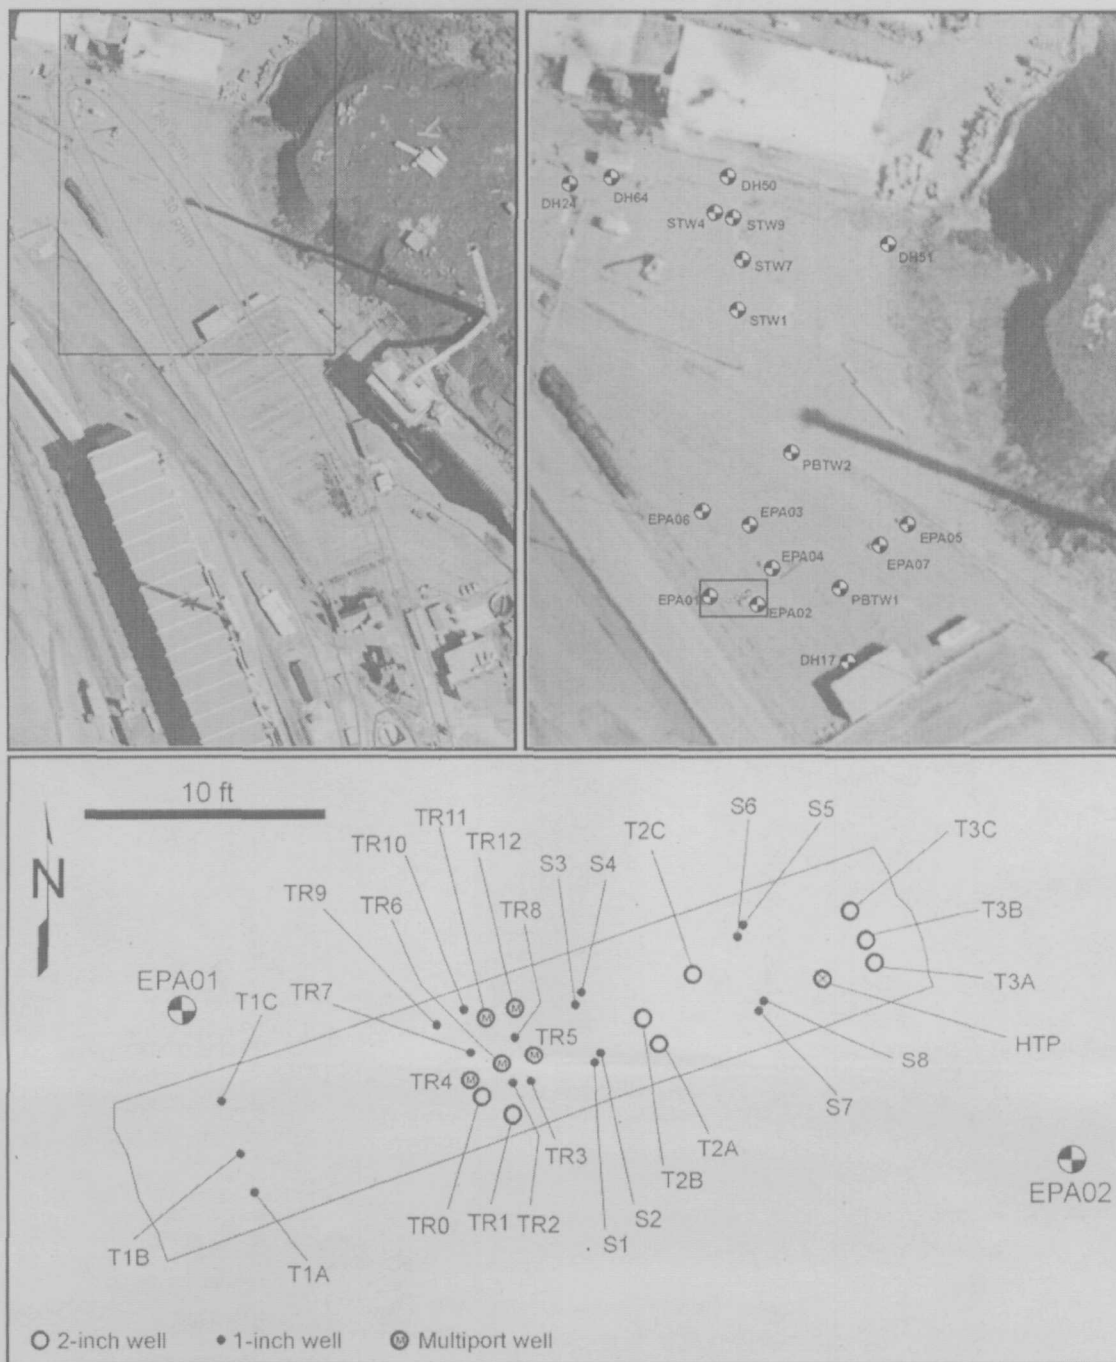 DH24
DH64
DH50
STW4
STW9
DH51
STW7
STW1
PBTW2
EPA06
EPA03
EPA05
EPA07
EPA04
EPA01
EPA02
PBTW1
DH17
10 ft
N
TR11
TR10
TR12
TR9
TR6
TR8
S3
S4
T2C
S6
S5
T3C
T3B
T3A
EPA01
T1C
TR7
TR5
TR4
HTP
S8
S7
TR3
T2A
T2B
EPA02
TR0
TR1
TR2
S2
S1
T1B
T1A
2-inch well
1-inch well
Multiport well
M
M
M
M
M
M